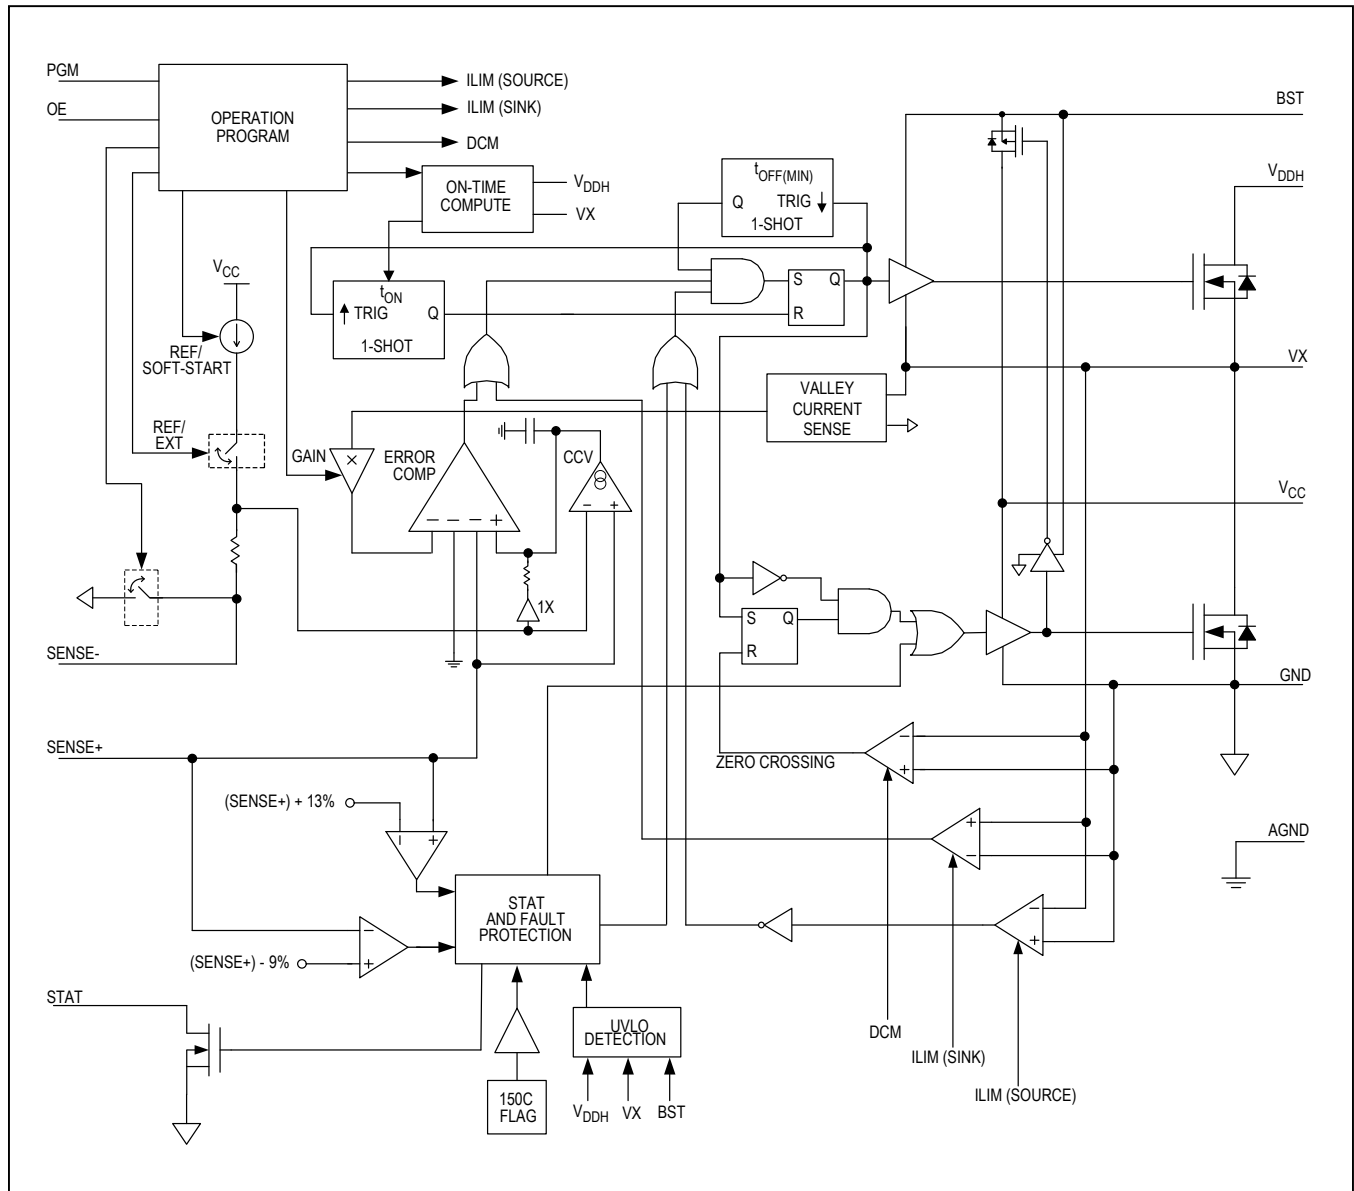 PGM
OE
OPERATION
PROGRAM
ILIM (SOURCE)
ILIM (SINK)
DCM
ON-TIME
COMPUTE
VDDH
VX
tOFF(MIN)
Q TRIG
1-SHOT
BST
VDDH
VCC
tON
TRIG Q
1-SHOT
S Q
R
REF/
SOFT-START
VX
VALLEY
CURRENT
SENSE
REF/
EXT
GAIN
×
ERROR
COMP
CCV
− − − +
− +
VCC
1X
S Q
R
SENSE-
GND
SENSE+
ZERO CROSSING
−
+
(SENSE+) + 13%
− +
+
−
AGND
STAT
AND FAULT
PROTECTION
−
+
(SENSE+) - 9%
−
+
STAT
UVLO
DETECTION
DCM
ILIM (SINK)
ILIM (SOURCE)
150C
FLAG
VDDH VX BST